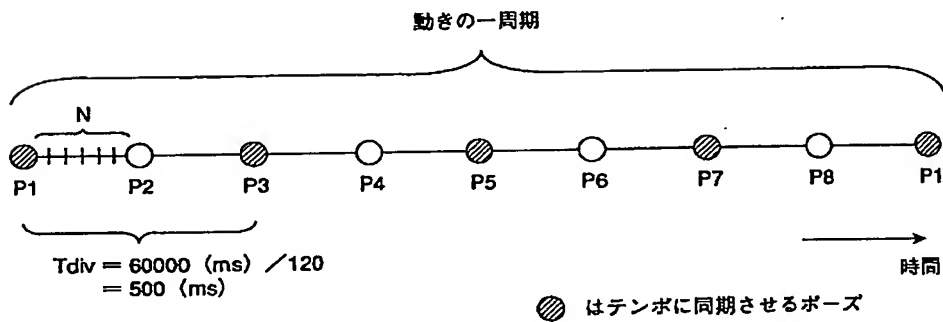 動きの一周期
N
P1 P2 P3 P4 P5 P6 P7 P8 P1
Tdiv = 60000 (ms) /120
= 500 (ms)
時間
はテンポに同期させるポーズ